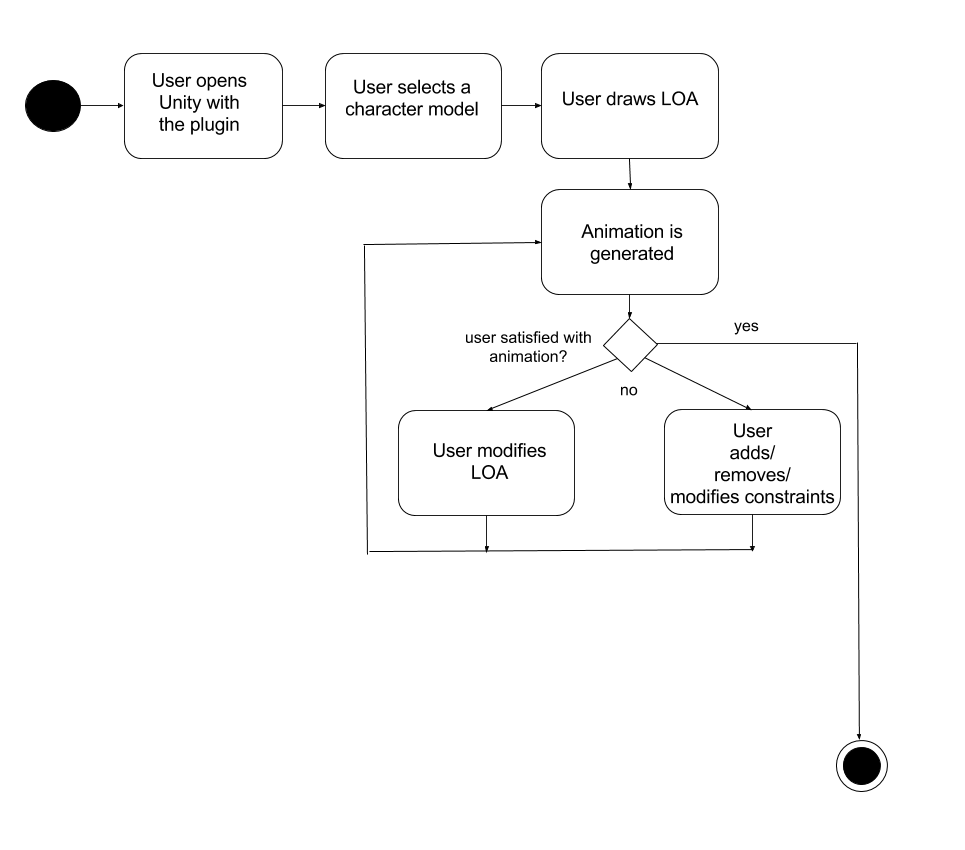 User opens
Unity with
the plugin
User selects a
character model
User draws LOA
Animation is
generated
user satisfied with
animation?
yes
no
User modifies
LOA
User
adds/
removes/
modifies constraints